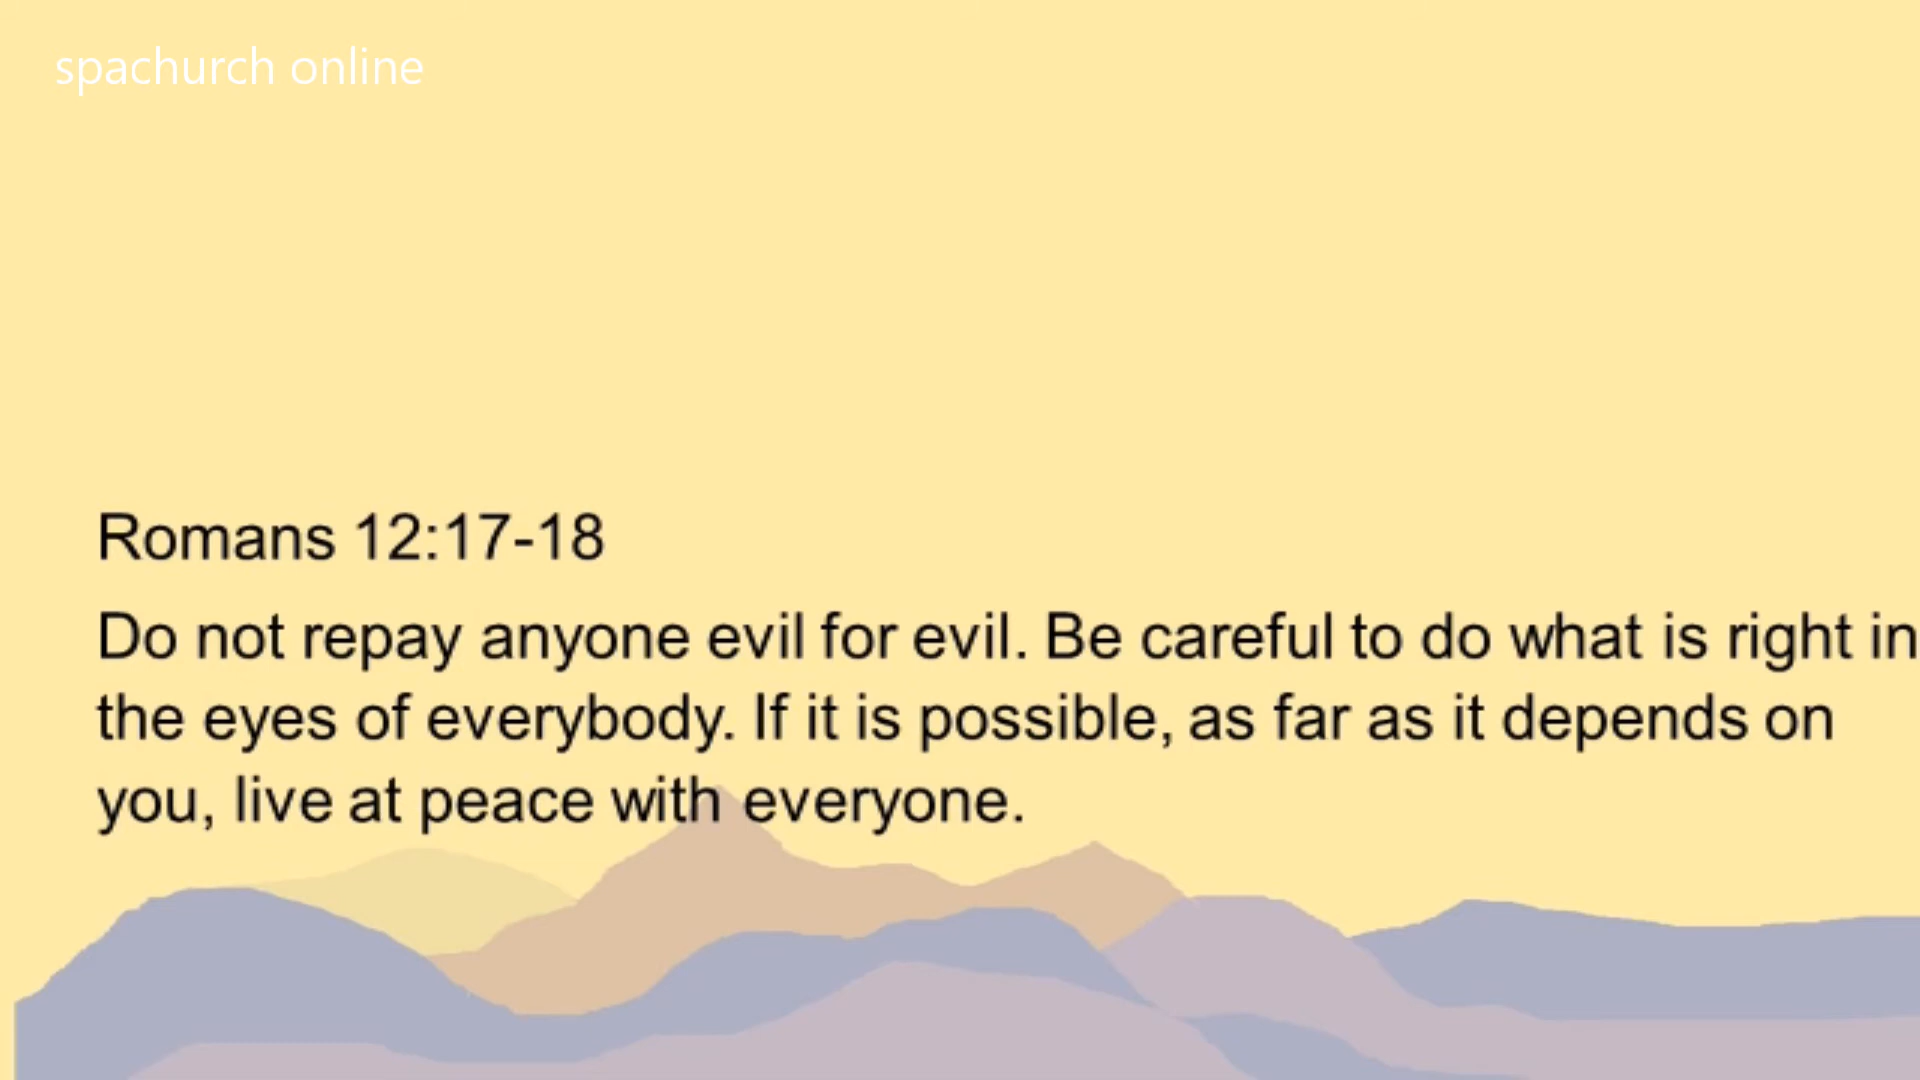 spachurch online
Romans 12:17-18
Do not repay anyone evil for evil. Be careful to do what is right in
the eyes of everybody. If it is possible, as far as it depends on
you, live at peace with everyone.